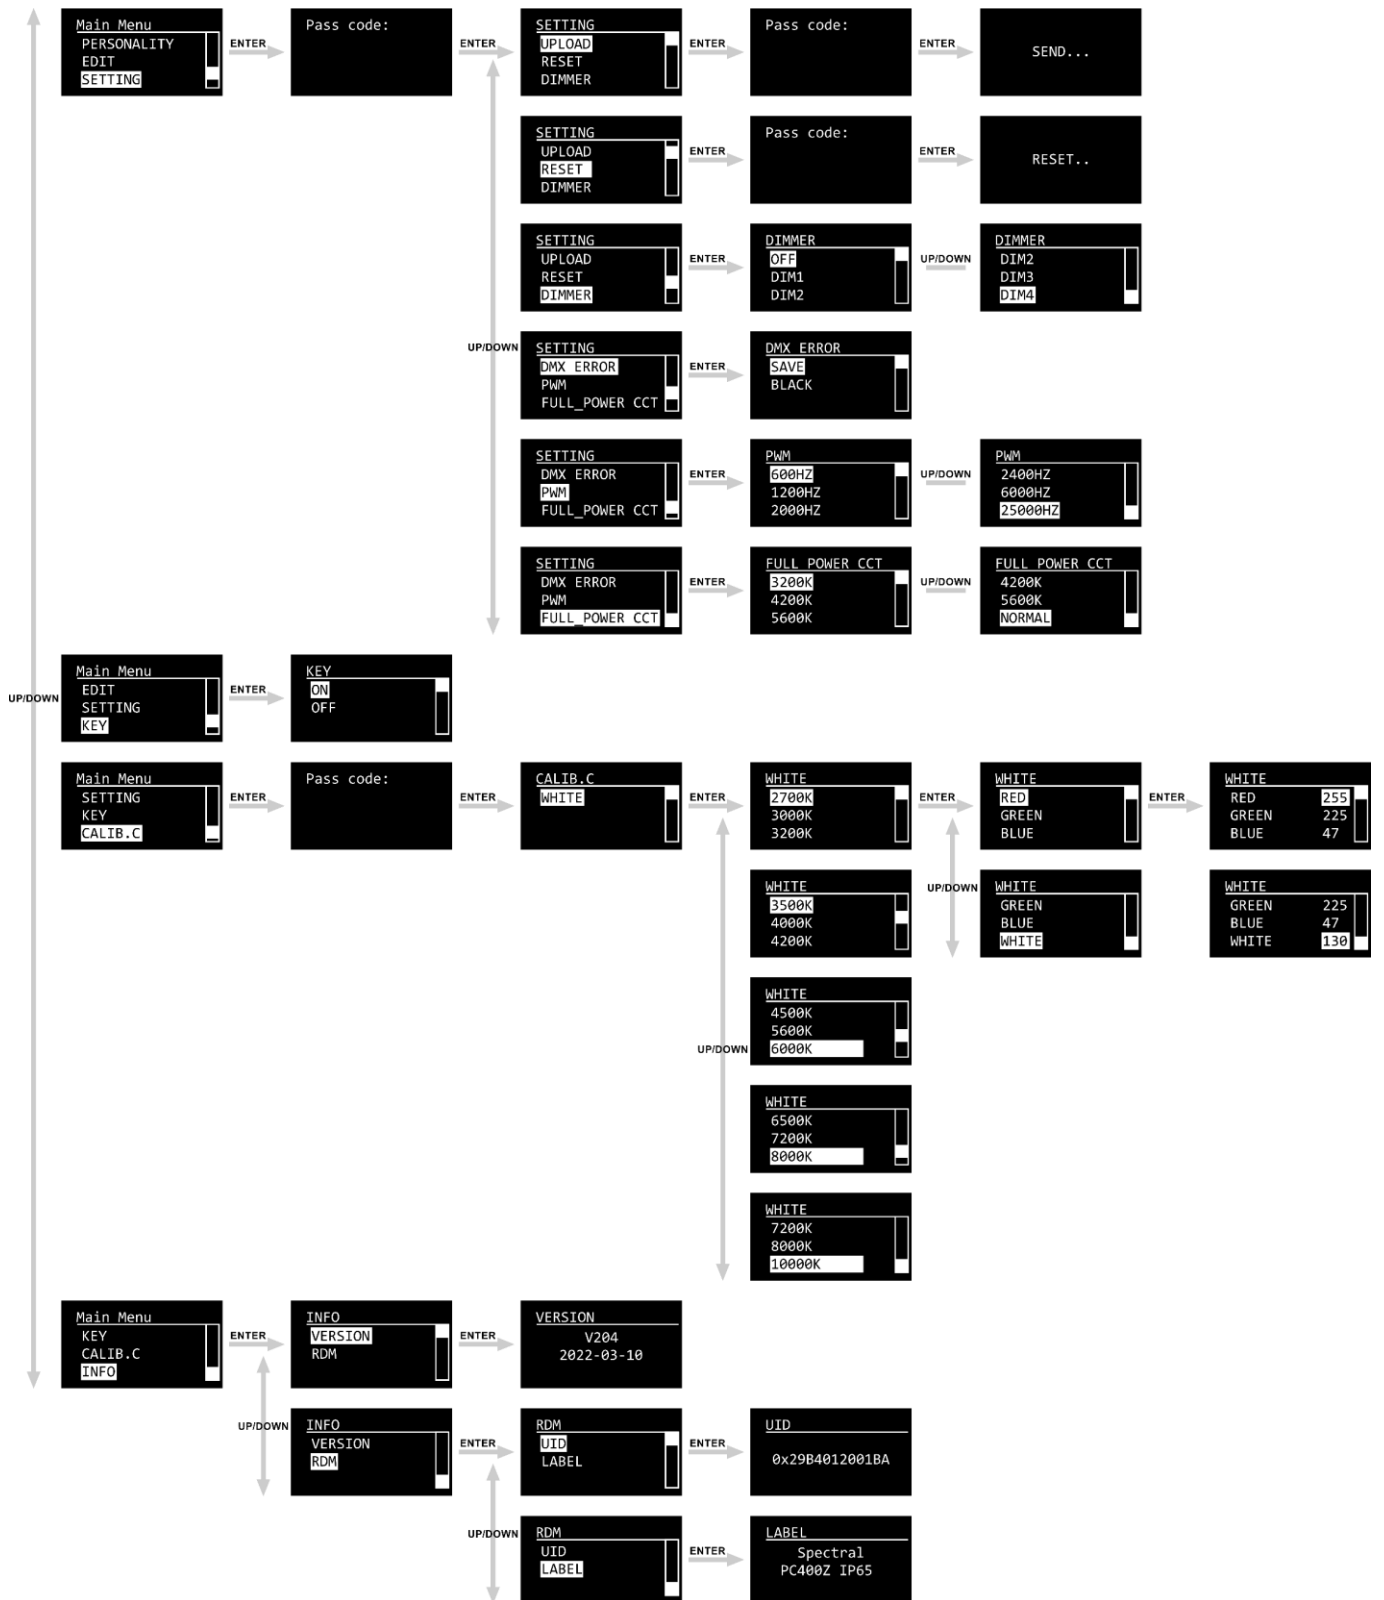 Main Menu
PERSONALITY
EDIT
SETTING
ENTER
Pass code:
ENTER
SETTING
UPLOAD
RESET
DIMMER
ENTER
Pass code:
ENTER
SEND...
SETTING
UPLOAD
RESET
DIMMER
ENTER
Pass code:
ENTER
RESET..
SETTING
UPLOAD
RESET
DIMMER
ENTER
DIMMER
OFF
DIM1
DIM2
UP/DOWN
DIMMER
DIM2
DIM3
DIM4
UP/DOWN
SETTING
DMX ERROR
PWM
FULL_POWER CCT
ENTER
DMX ERROR
SAVE
BLACK
SETTING
DMX ERROR
PWM
FULL_POWER CCT
ENTER
PWM
600HZ
1200HZ
2000HZ
UP/DOWN
PWM
2400HZ
6000HZ
25000HZ
SETTING
DMX ERROR
PWM
FULL_POWER CCT
ENTER
FULL POWER CCT
3200K
4200K
5600K
UP/DOWN
FULL POWER CCT
4200K
5600K
NORMAL
UP/DOWN
Main Menu
EDIT
SETTING
KEY
ENTER
KEY
ON
OFF
Main Menu
SETTING
KEY
CALIB.C
ENTER
Pass code:
ENTER
CALIB.C
WHITE
ENTER
WHITE
2700K
3000K
3200K
ENTER
WHITE
RED
GREEN
BLUE
ENTER
WHITE
RED 255
GREEN 225
BLUE 47
WHITE
3500K
4000K
4200K
UP/DOWN
WHITE
GREEN
BLUE
WHITE
WHITE
GREEN 225
BLUE 47
WHITE 130
UP/DOWN
WHITE
4500K
5600K
6000K
WHITE
6500K
7200K
8000K
WHITE
7200K
8000K
10000K
Main Menu
KEY
CALIB.C
INFO
ENTER
INFO
VERSION
RDM
ENTER
VERSION
V204
2022-03-10
UP/DOWN
INFO
VERSION
RDM
ENTER
RDM
UID
LABEL
ENTER
UID
0x29B4012001BA
UP/DOWN
RDM
UID
LABEL
ENTER
LABEL
Spectral
PC400Z IP65